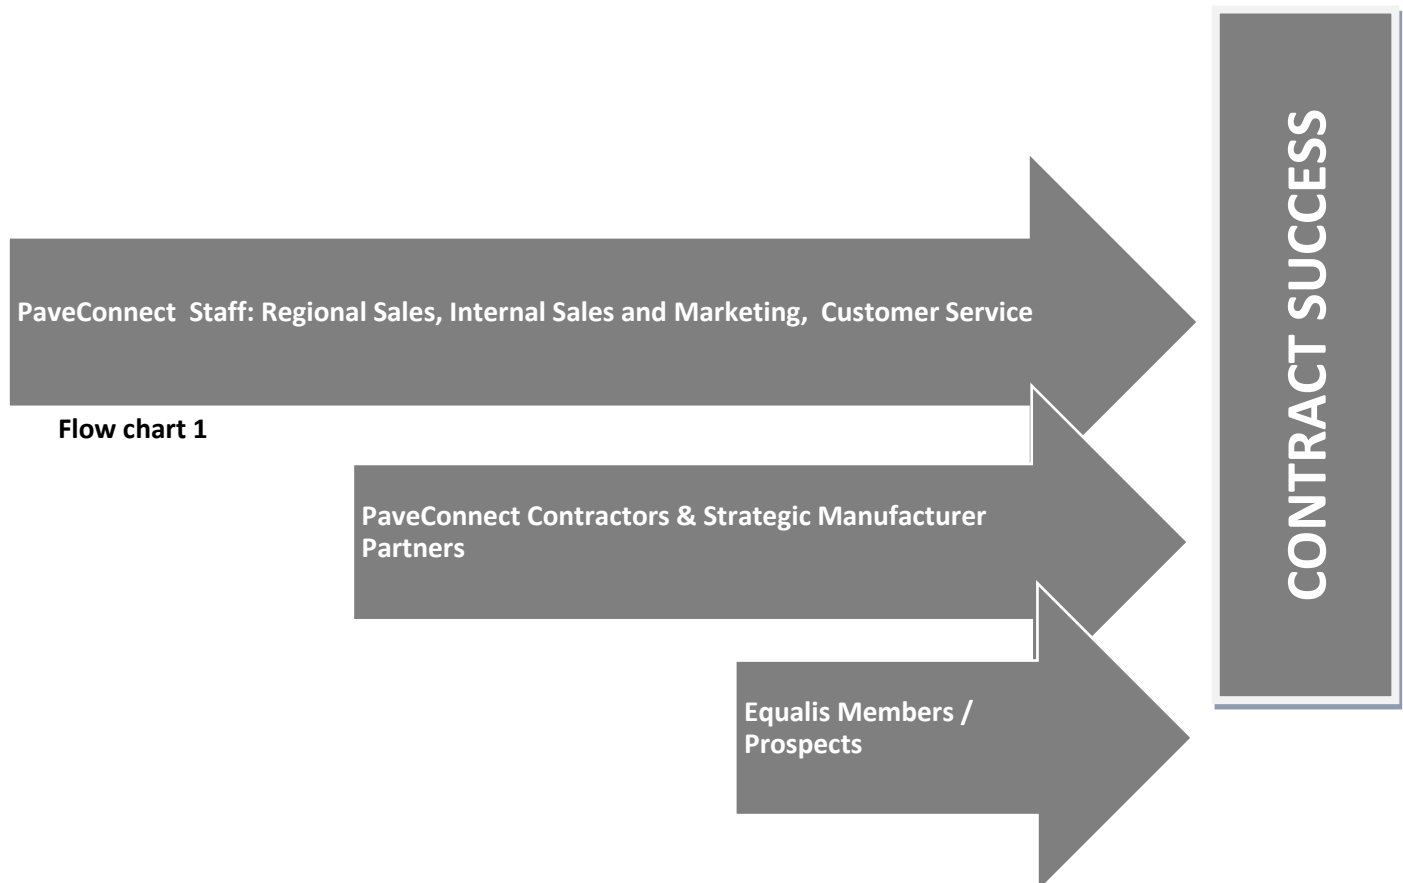 CONTRACT SUCCESS
PaveConnect  Staff: Regional Sales, Internal Sales and Marketing,  Customer Service
Flow chart 1
PaveConnect Contractors & Strategic Manufacturer
Partners
Equalis Members /
Prospects